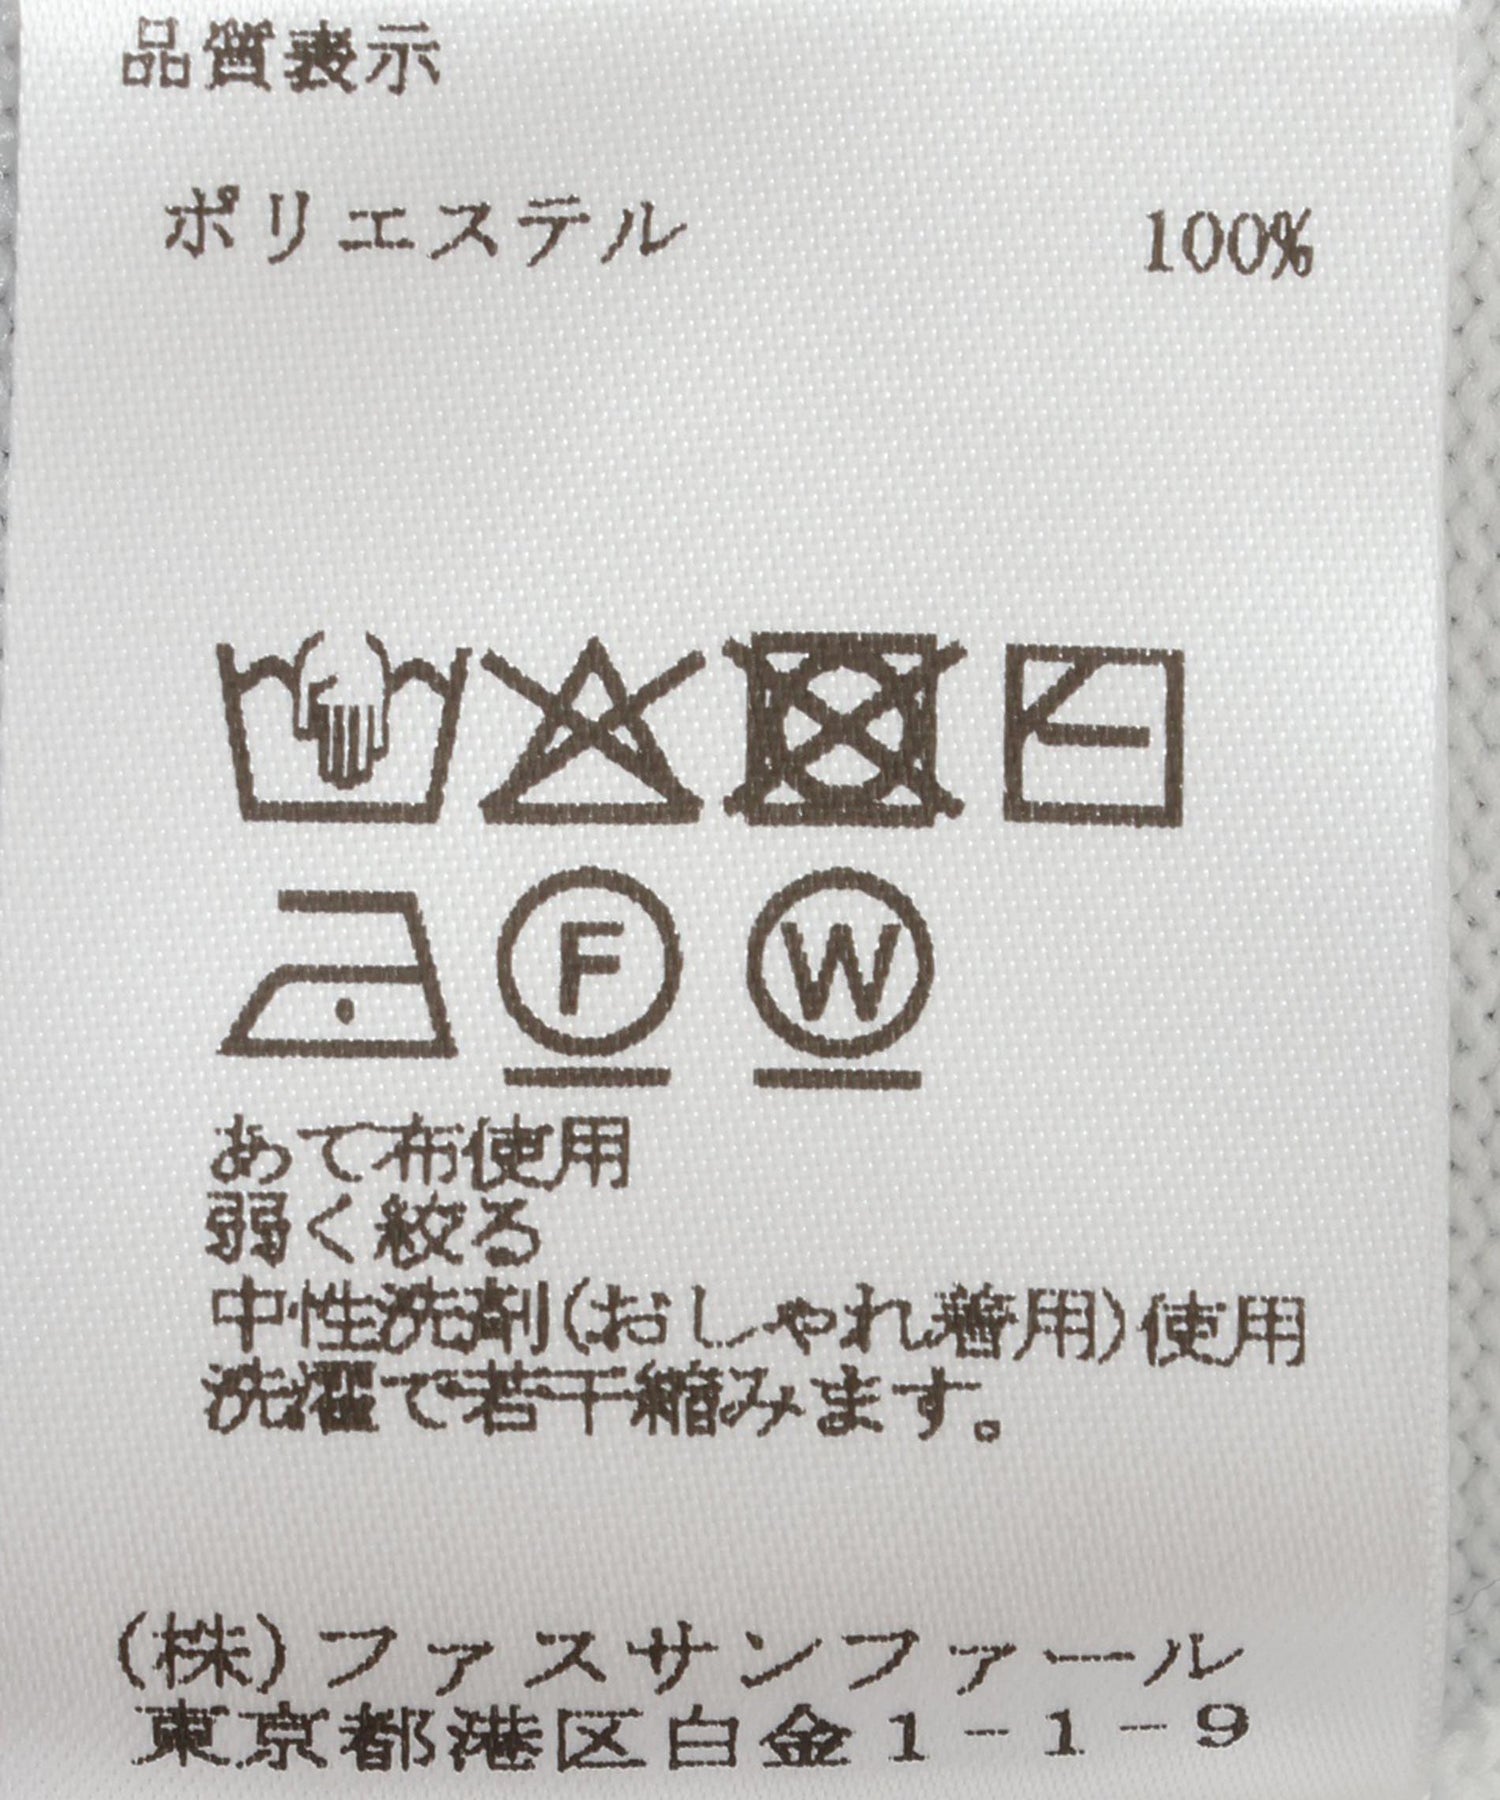 品質表示
ポリエステル 100%
F W
あて布使用
弱く絞る
中性洗剤(おしゃれ着用)使用
洗濯で若干縮みます。
(株)ファスサンファール
東京都港区白金1-1-9